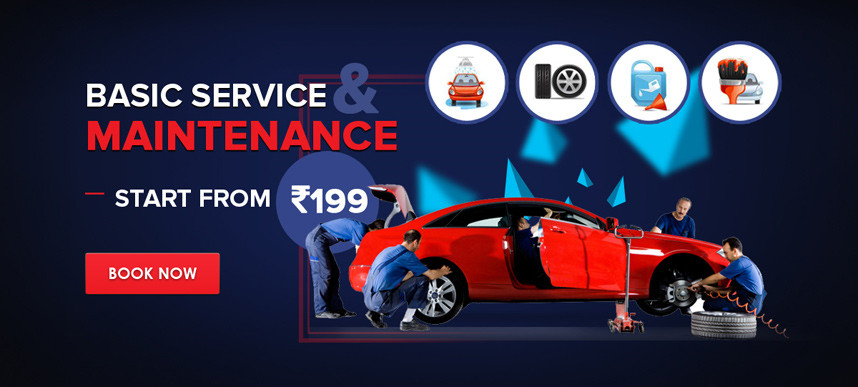 BASIC SERVICE &
MAINTENANCE
START FROM ₹199
BOOK NOW